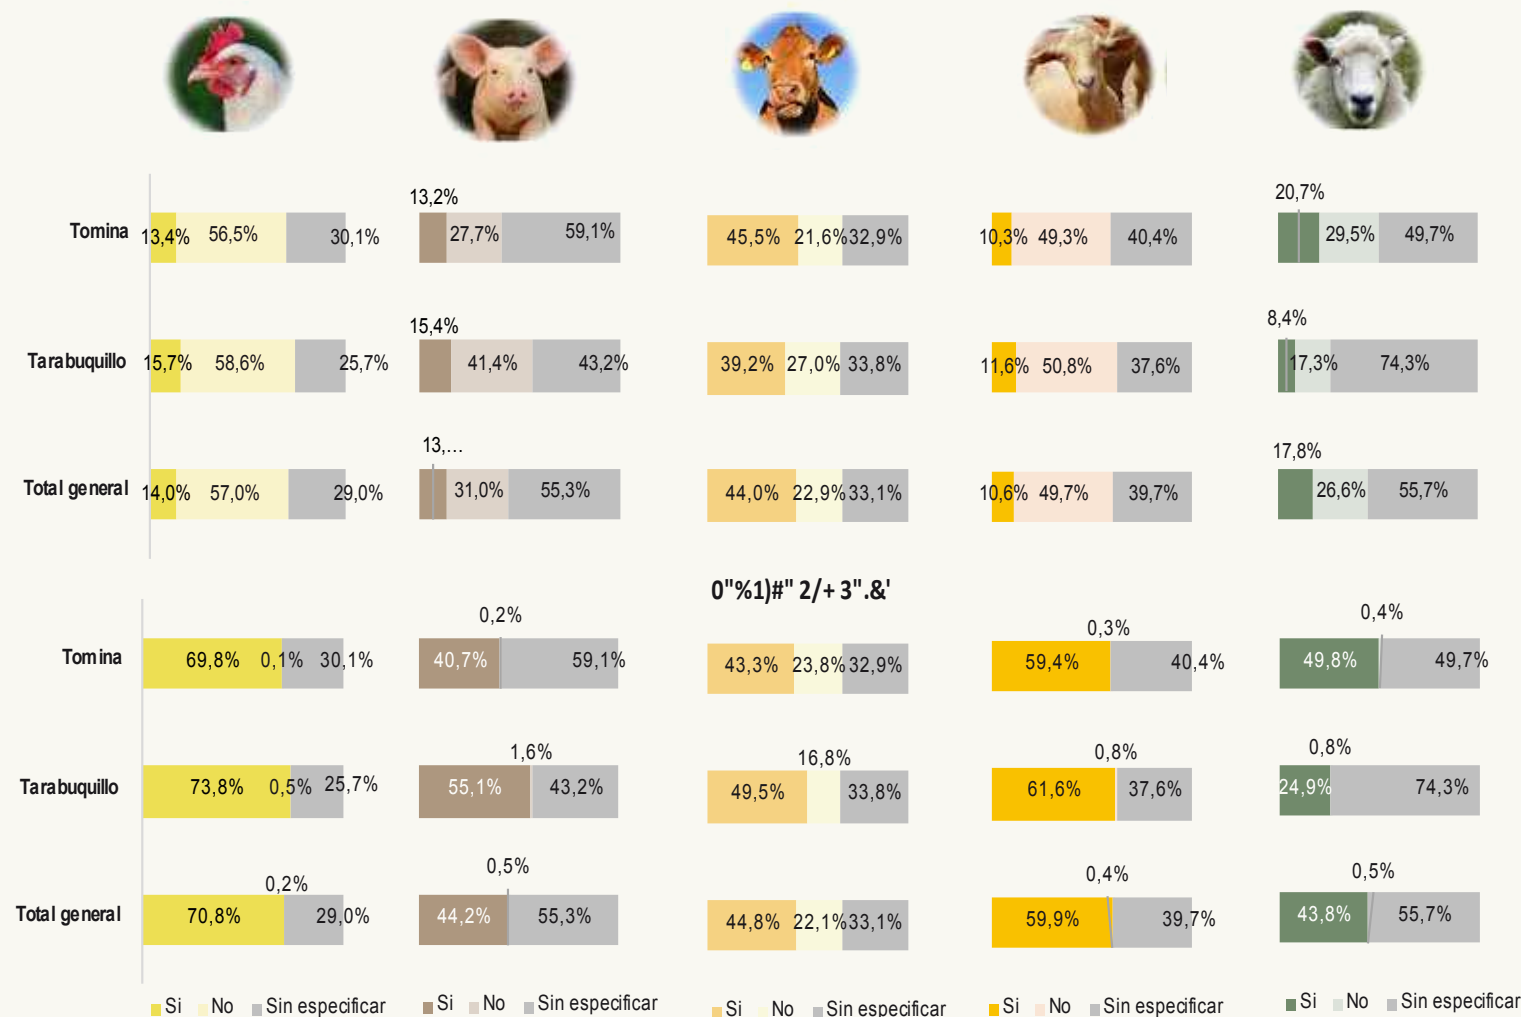 13,2% 20,7%
Tomina 13,4% 56,5% 30,1% 27,7% 59,1% 45,5% 21,6% 32,9% 10,3% 49,3% 40,4% 29,5% 49,7%
15,4% 8,4%
Tarabuquillo 15,7% 58,6% 25,7% 41,4% 43,2% 39,2% 27,0% 33,8% 11,6% 50,8% 37,6% 17,3% 74,3%
13,... 17,8%
Total general 14,0% 57,0% 29,0% 31,0% 55,3% 44,0% 22,9% 33,1% 10,6% 49,7% 39,7% 26,6% 55,7%
0"%1)#" 2/+ 3".&'
0,2% 0,3% 0,4%
Tomina 69,8% 0,1% 30,1% 40,7% 59,1% 43,3% 23,8% 32,9% 59,4% 40,4% 49,8% 49,7%
1,6% 16,8% 0,8% 0,8%
Tarabuquillo 73,8% 0,5% 25,7% 55,1% 43,2% 49,5% 33,8% 61,6% 37,6% 24,9% 74,3%
0,2% 0,5% 0,4% 0,5%
Total general 70,8% 29,0% 44,2% 55,3% 44,8% 22,1% 33,1% 59,9% 39,7% 43,8% 55,7%
Si No Sin especificar Si No Sin especificar Si No Sin especificar Si No Sin especificar Si No Sin especificar